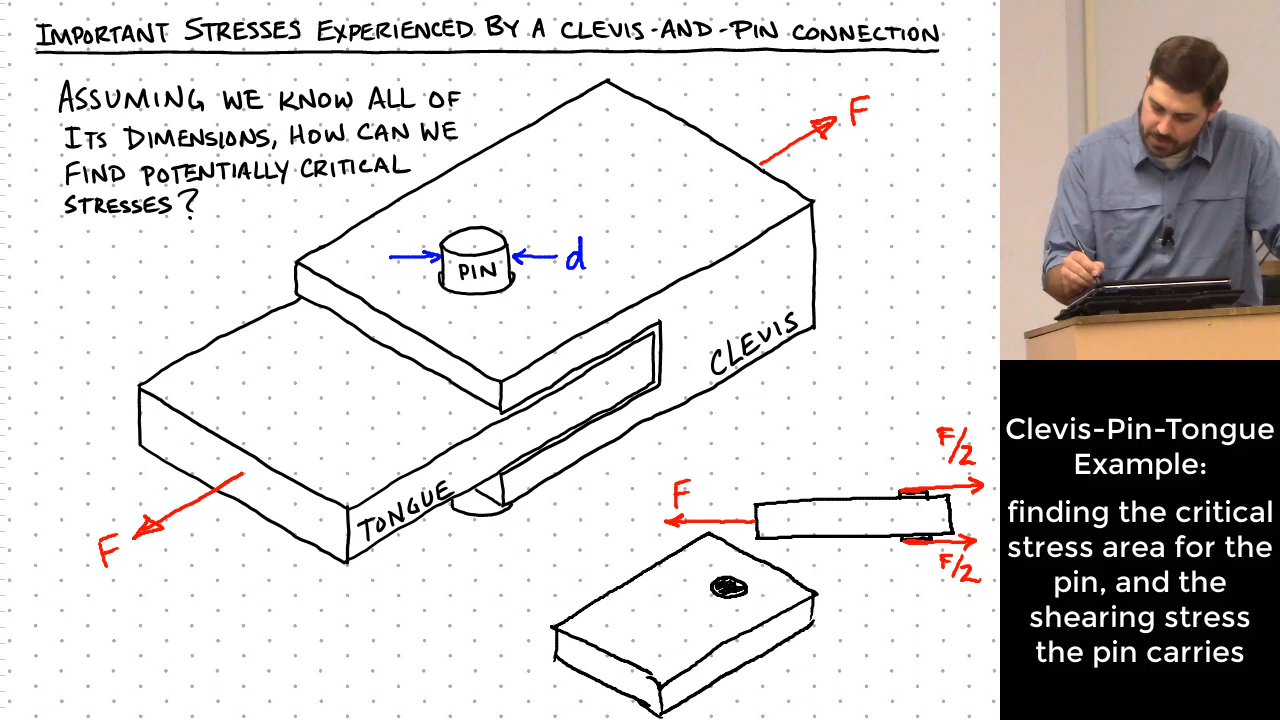 IMPORTANT STRESSES EXPERIENCED BY A CLEVIS-AND-PIN CONNECTION
ASSUMING WE KNOW ALL OF
ITS DIMENSIONS, HOW CAN WE
FIND POTENTIALLY CRITICAL
STRESSES?
F
d
PIN
CLEVIS
TONGUE
F
F/2
F
F/2
Clevis-Pin-Tongue
Example:
finding the critical
stress area for the
pin, and the
shearing stress
the pin carries